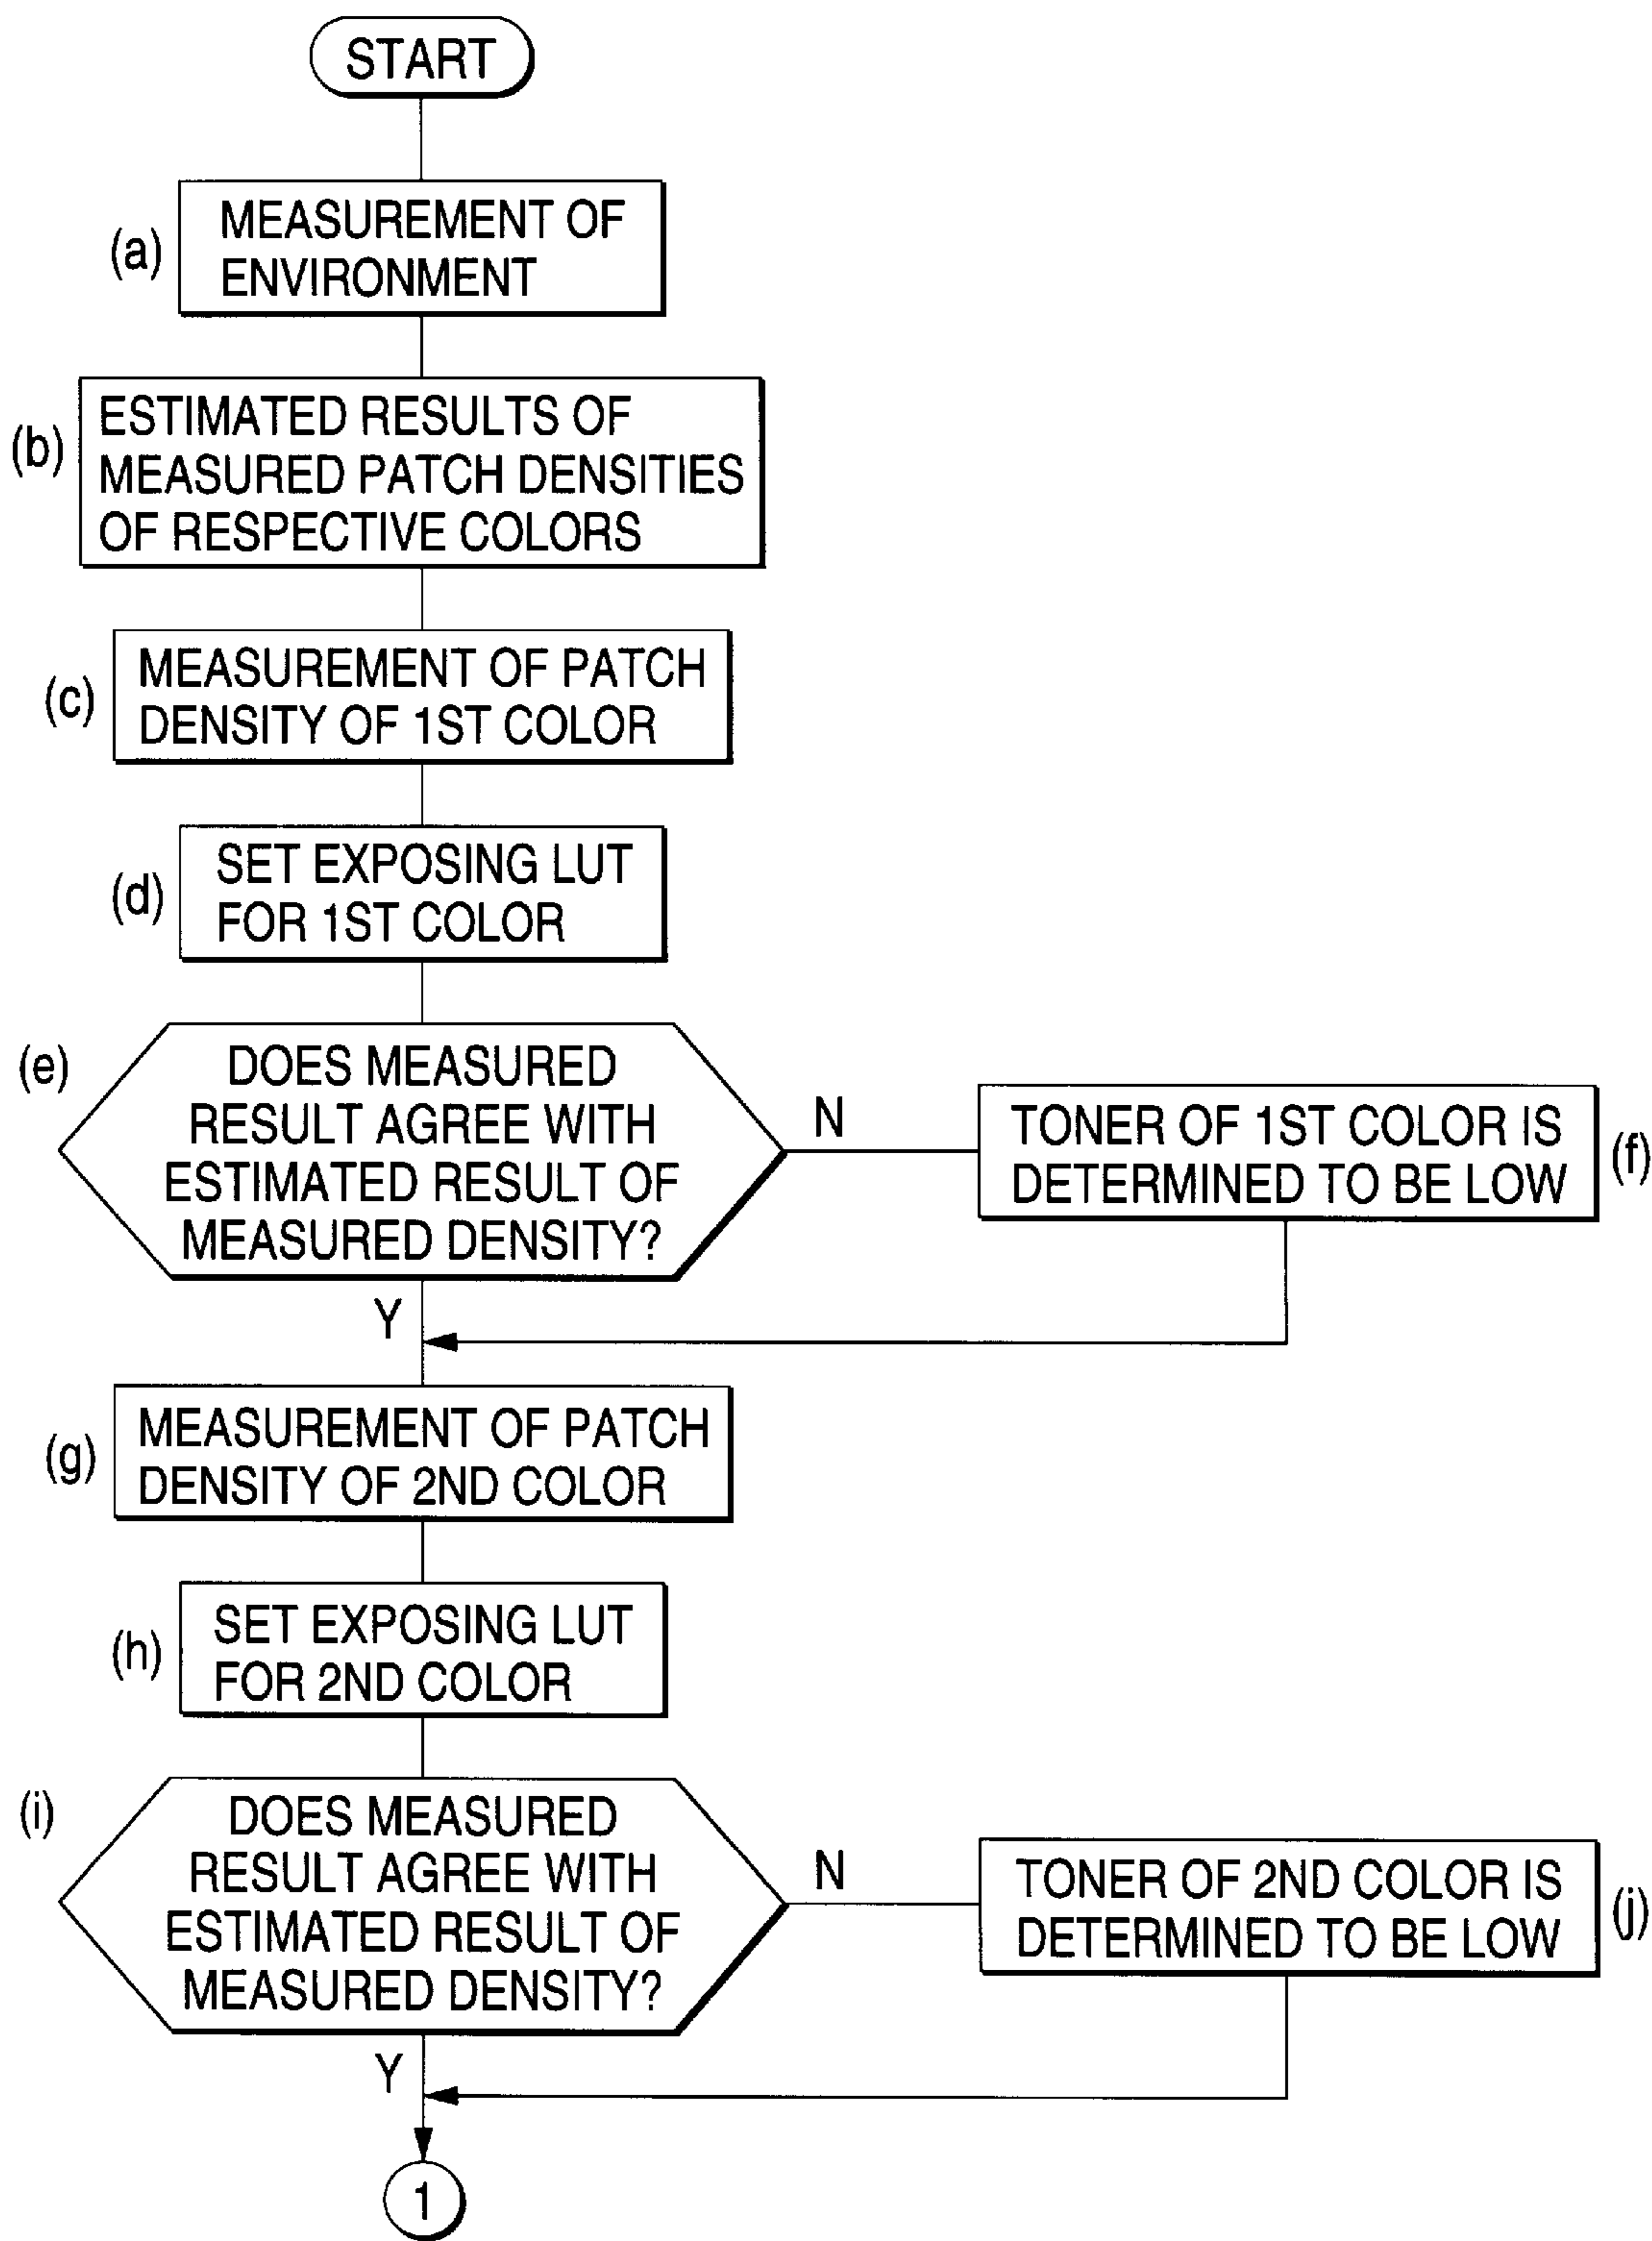 START
(a)
MEASUREMENT OF
ENVIRONMENT
(b)
ESTIMATED RESULTS OF
MEASURED PATCH DENSITIES
OF RESPECTIVE COLORS
(c)
MEASUREMENT OF PATCH
DENSITY OF 1ST COLOR
(d)
SET EXPOSING LUT
FOR 1ST COLOR
(e)
DOES MEASURED
RESULT AGREE WITH
ESTIMATED RESULT OF
MEASURED DENSITY?
N
TONER OF 1ST COLOR IS
DETERMINED TO BE LOW
(f)
Y
(g)
MEASUREMENT OF PATCH
DENSITY OF 2ND COLOR
(h)
SET EXPOSING LUT
FOR 2ND COLOR
(i)
DOES MEASURED
RESULT AGREE WITH
ESTIMATED RESULT OF
MEASURED DENSITY?
N
TONER OF 2ND COLOR IS
DETERMINED TO BE LOW
(j)
Y
1